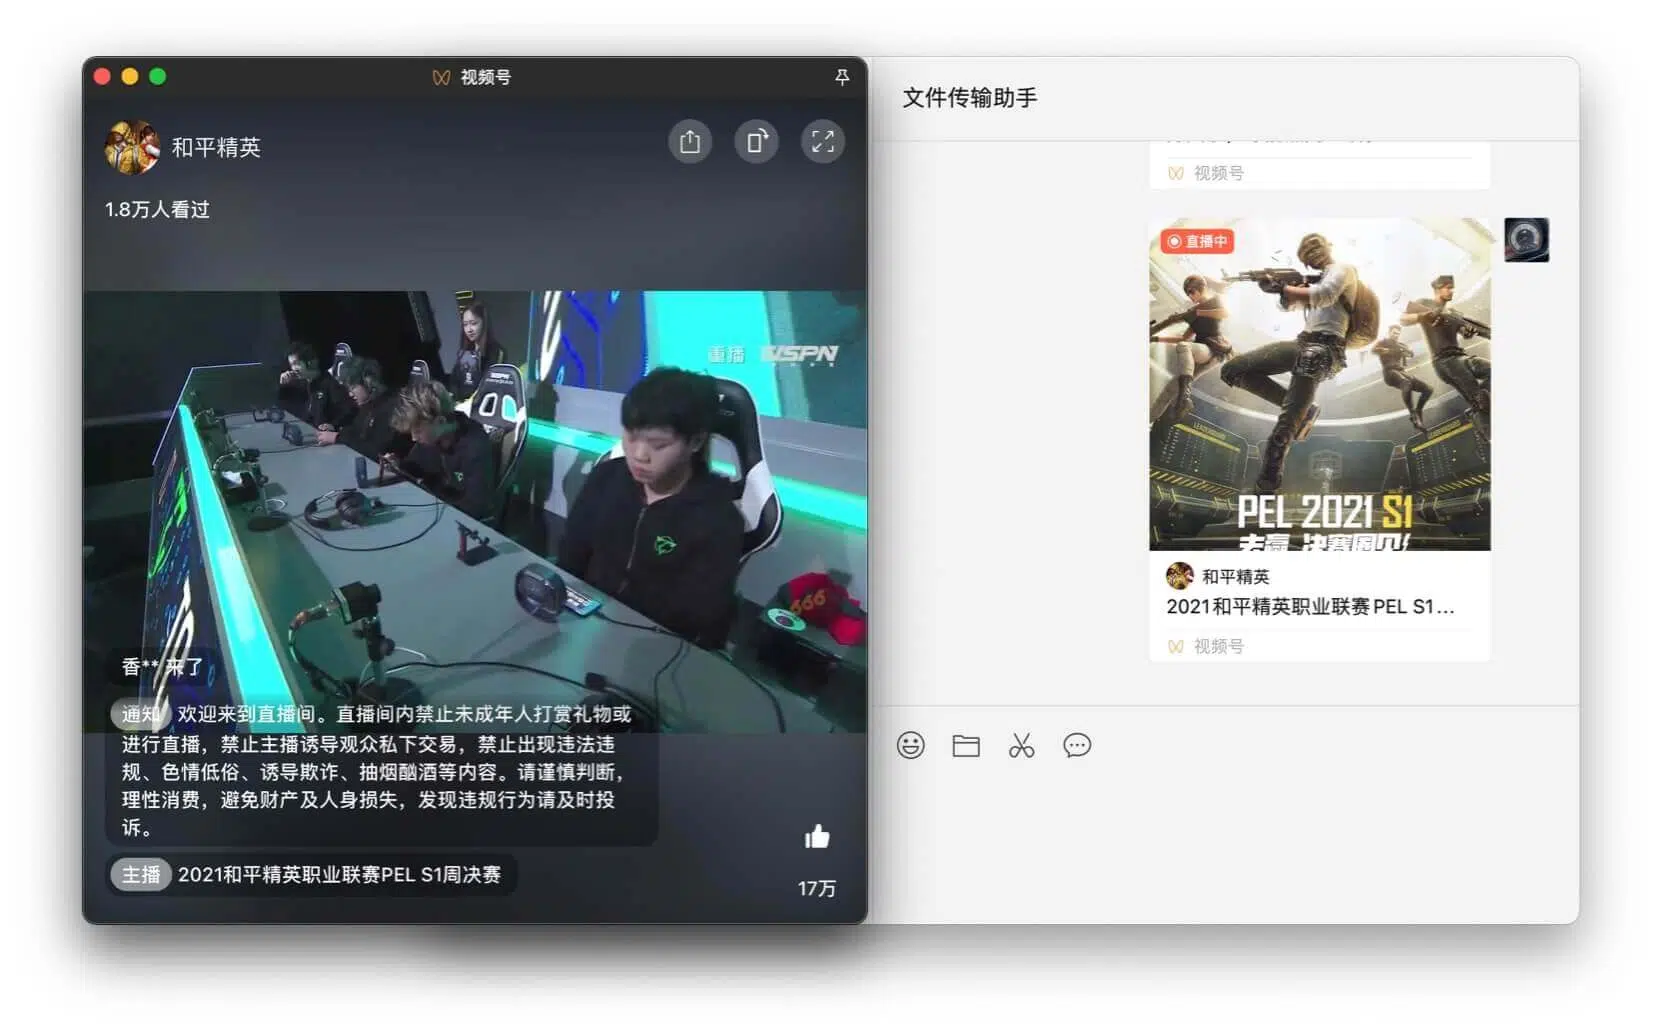 视频号
和平精英
1.8万人看过
重播 VSPN
666
香** 来了
通知 欢迎来到直播间。直播间内禁止未成年人打赏礼物或
进行直播，禁止主播诱导观众私下交易，禁止出现违法违
规、色情低俗、诱导欺诈、抽烟酗酒等内容。请谨慎判断，
理性消费，避免财产及人身损失，发现违规行为请及时投
诉。
主播 2021和平精英职业联赛PEL S1周决赛
17万
文件传输助手
视频号
直播中
LEADERBOARD
LEADERBOARD
PEL 2021 S1
和平精英
2021和平精英职业联赛PEL S1...
视频号